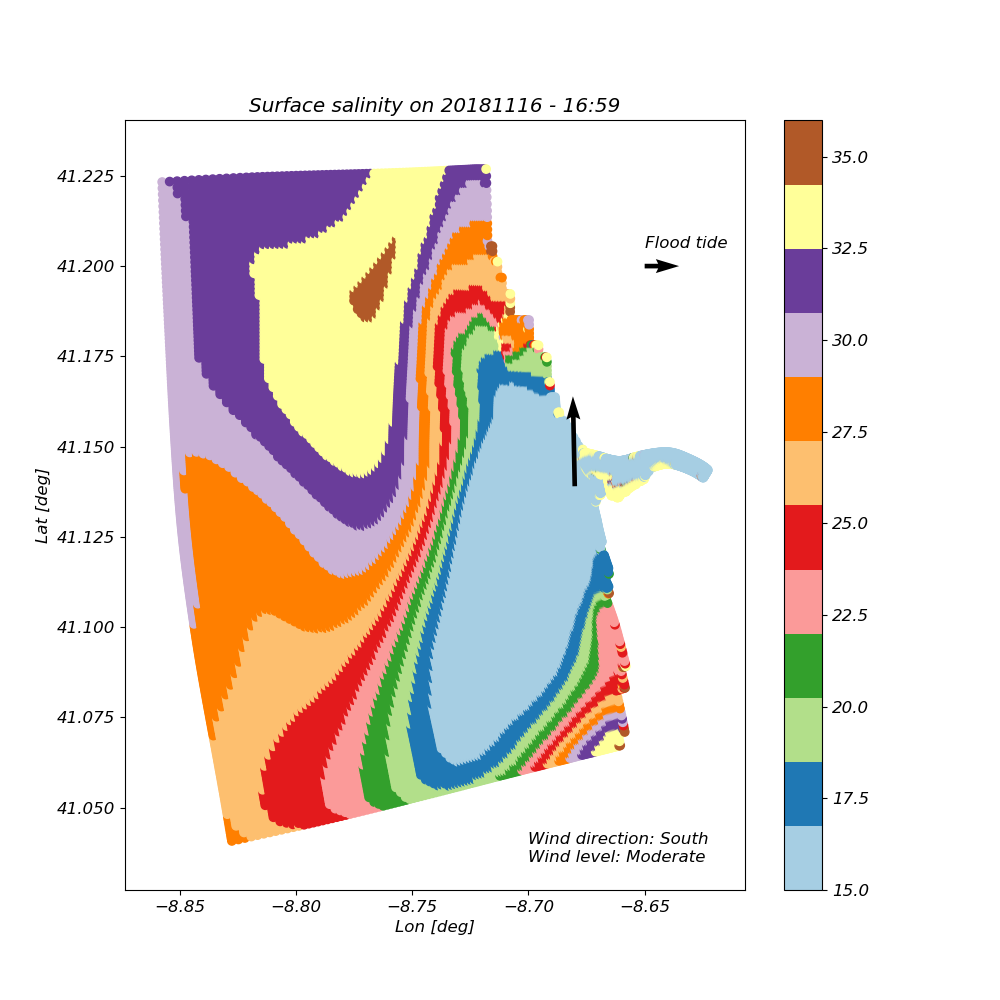 Surface salinity on 20181116 - 16:59
41.225
41.200
41.175
41.150
41.125
41.100
41.075
41.050
Lat [deg]
Flood tide
Wind direction: South
Wind level: Moderate
−8.85 −8.80 −8.75 −8.70 −8.65
Lon [deg]
35.0
32.5
30.0
27.5
25.0
22.5
20.0
17.5
15.0